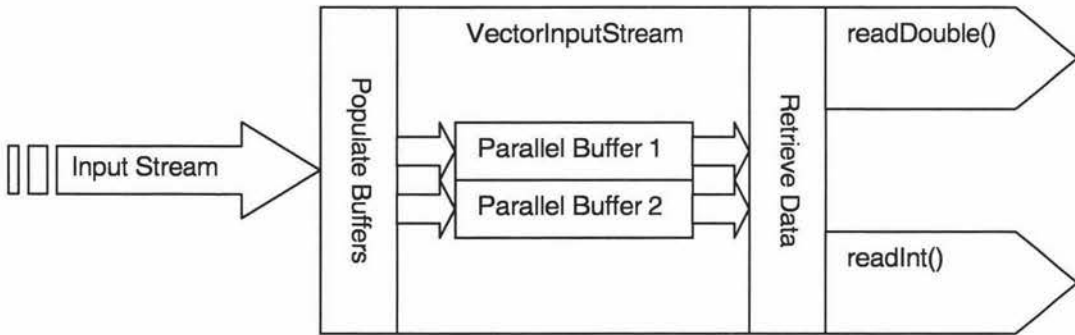 VectorInputStream
readDouble()
Populate Buffers
Retrieve Data
Input Stream
Parallel Buffer 1
Parallel Buffer 2
readInt()